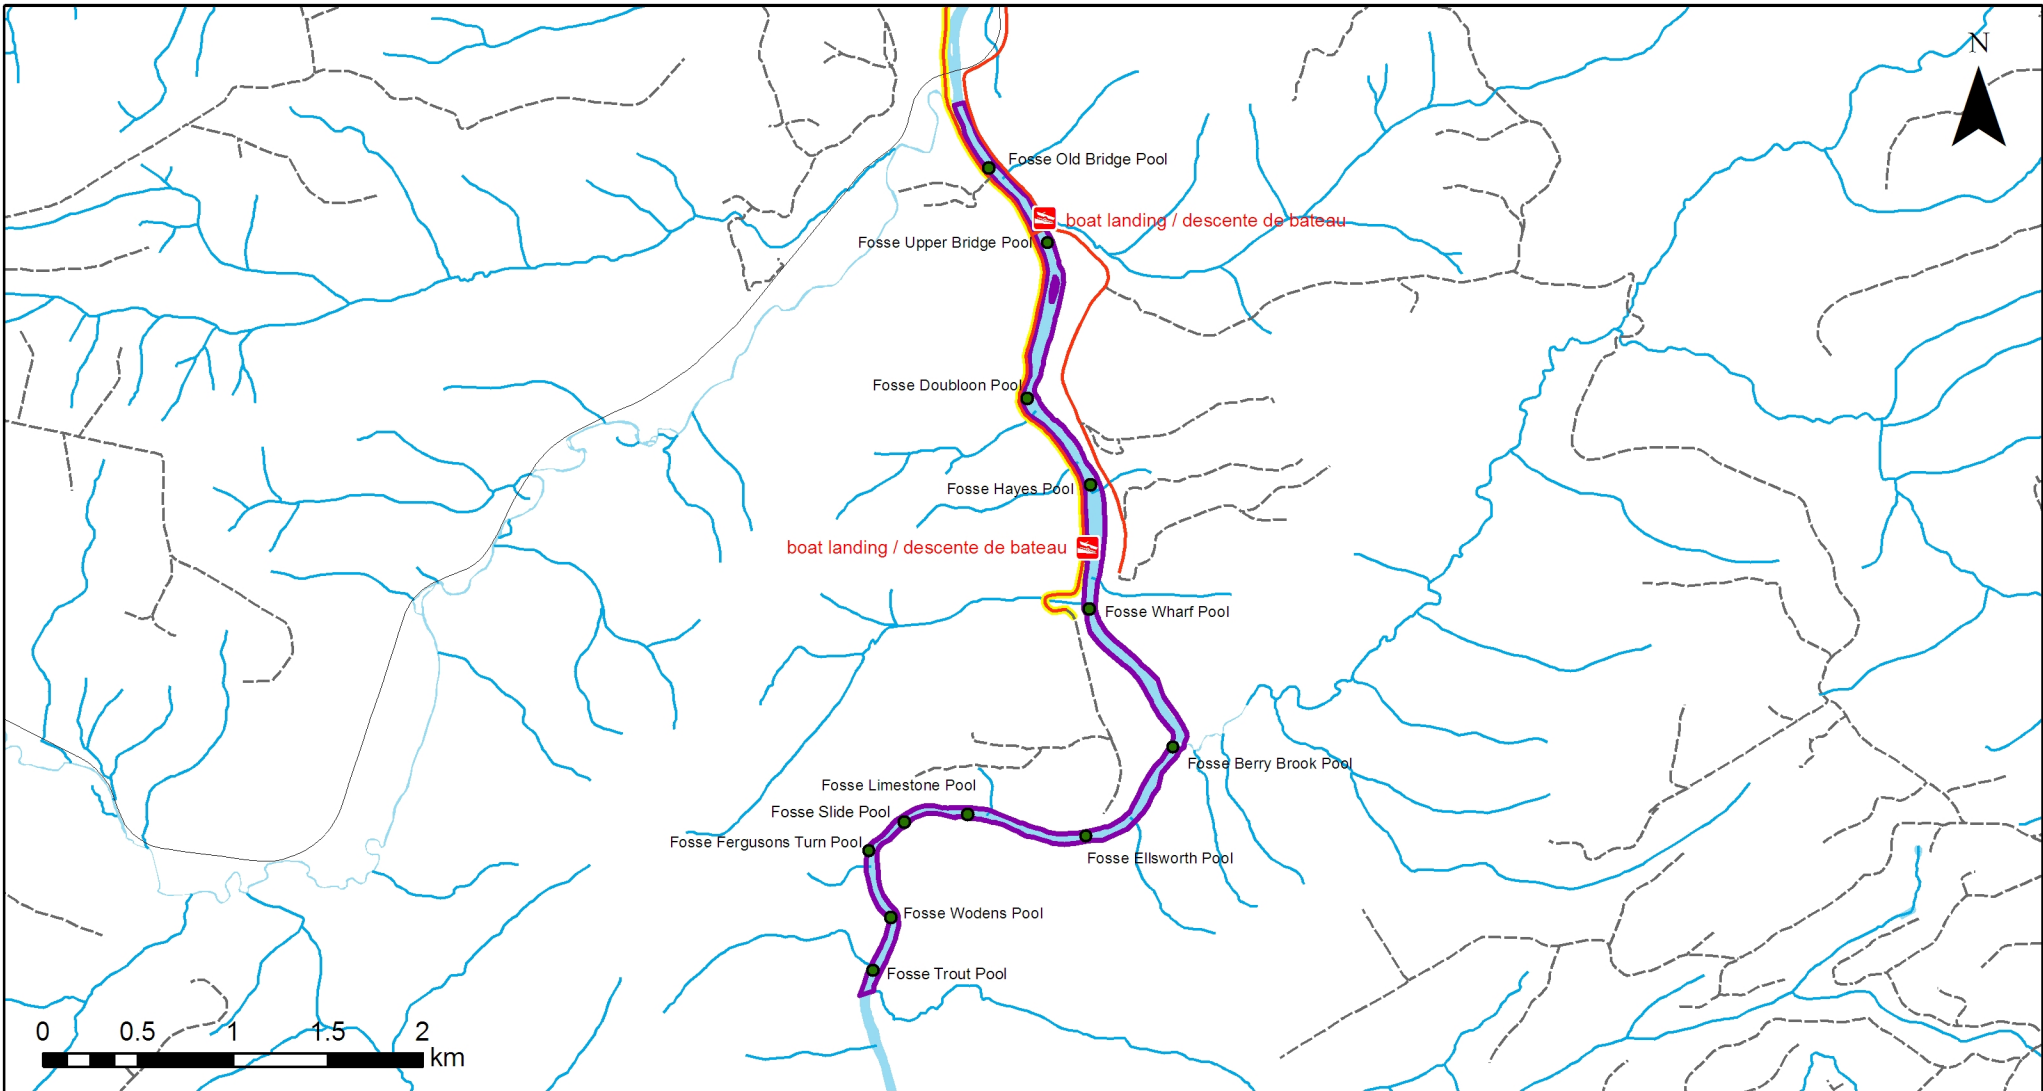 N
Fosse Old Bridge Pool
boat landing / descente de bateau
Fosse Upper Bridge Pool
Fosse Doubloon Pool
Fosse Hayes Pool
boat landing / descente de bateau
Fosse Wharf Pool
Fosse Berry Brook Pool
Fosse Limestone Pool
Fosse Slide Pool
Fosse Fergusons Turn Pool
Fosse Ellsworth Pool
Fosse Wodens Pool
Fosse Trout Pool
0 0.5 1 1.5 2
km